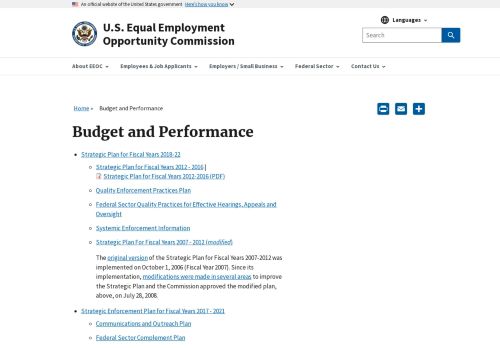 An official website of the United States government Here's how you know
U.S. Equal Employment
Opportunity Commission
Languages
Search
About EEOC
Employees & Job Applicants
Employers / Small Business
Federal Sector
Contact Us
Home » Budget and Performance
Budget and Performance
Strategic Plan for Fiscal Years 2018-22
Strategic Plan for Fiscal Years 2012 - 2016 |
Strategic Plan for Fiscal Years 2012-2016 (PDF)
Quality Enforcement Practices Plan
Federal Sector Quality Practices for Effective Hearings, Appeals and
Oversight
Systemic Enforcement Information
Strategic Plan For Fiscal Years 2007 - 2012 (modified)
The original version of the Strategic Plan for Fiscal Years 2007-2012 was
implemented on October 1, 2006 (Fiscal Year 2007). Since its
implementation, modifications were made in several areas to improve
the Strategic Plan and the Commission approved the modified plan,
above, on July 28, 2008.
Strategic Enforcement Plan for Fiscal Years 2017 - 2021
Communications and Outreach Plan
Federal Sector Complement Plan